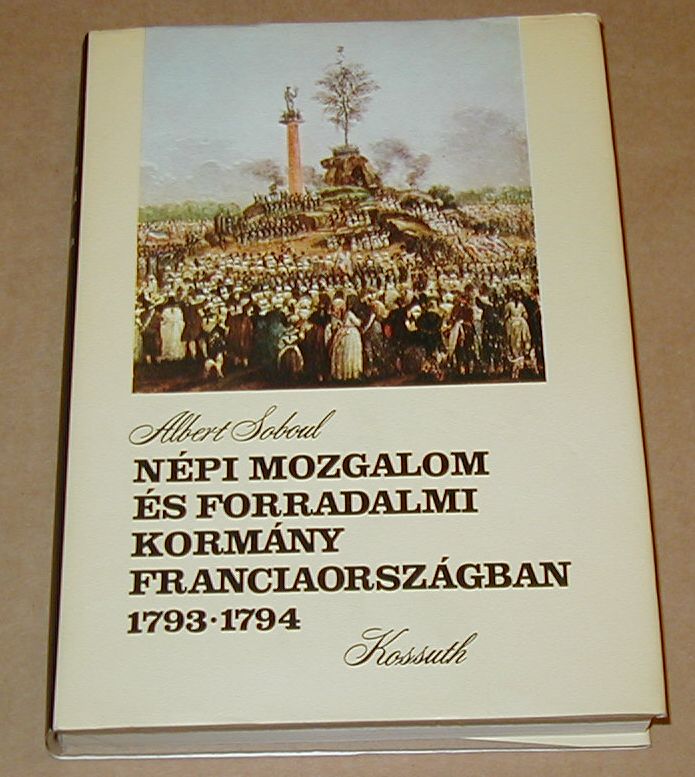 Albert Soboul
NÉPI MOZGALOM
ÉS FORRADALMI
KORMÁNY
FRANCIAORSZÁGBAN
1793·1794
Kossuth